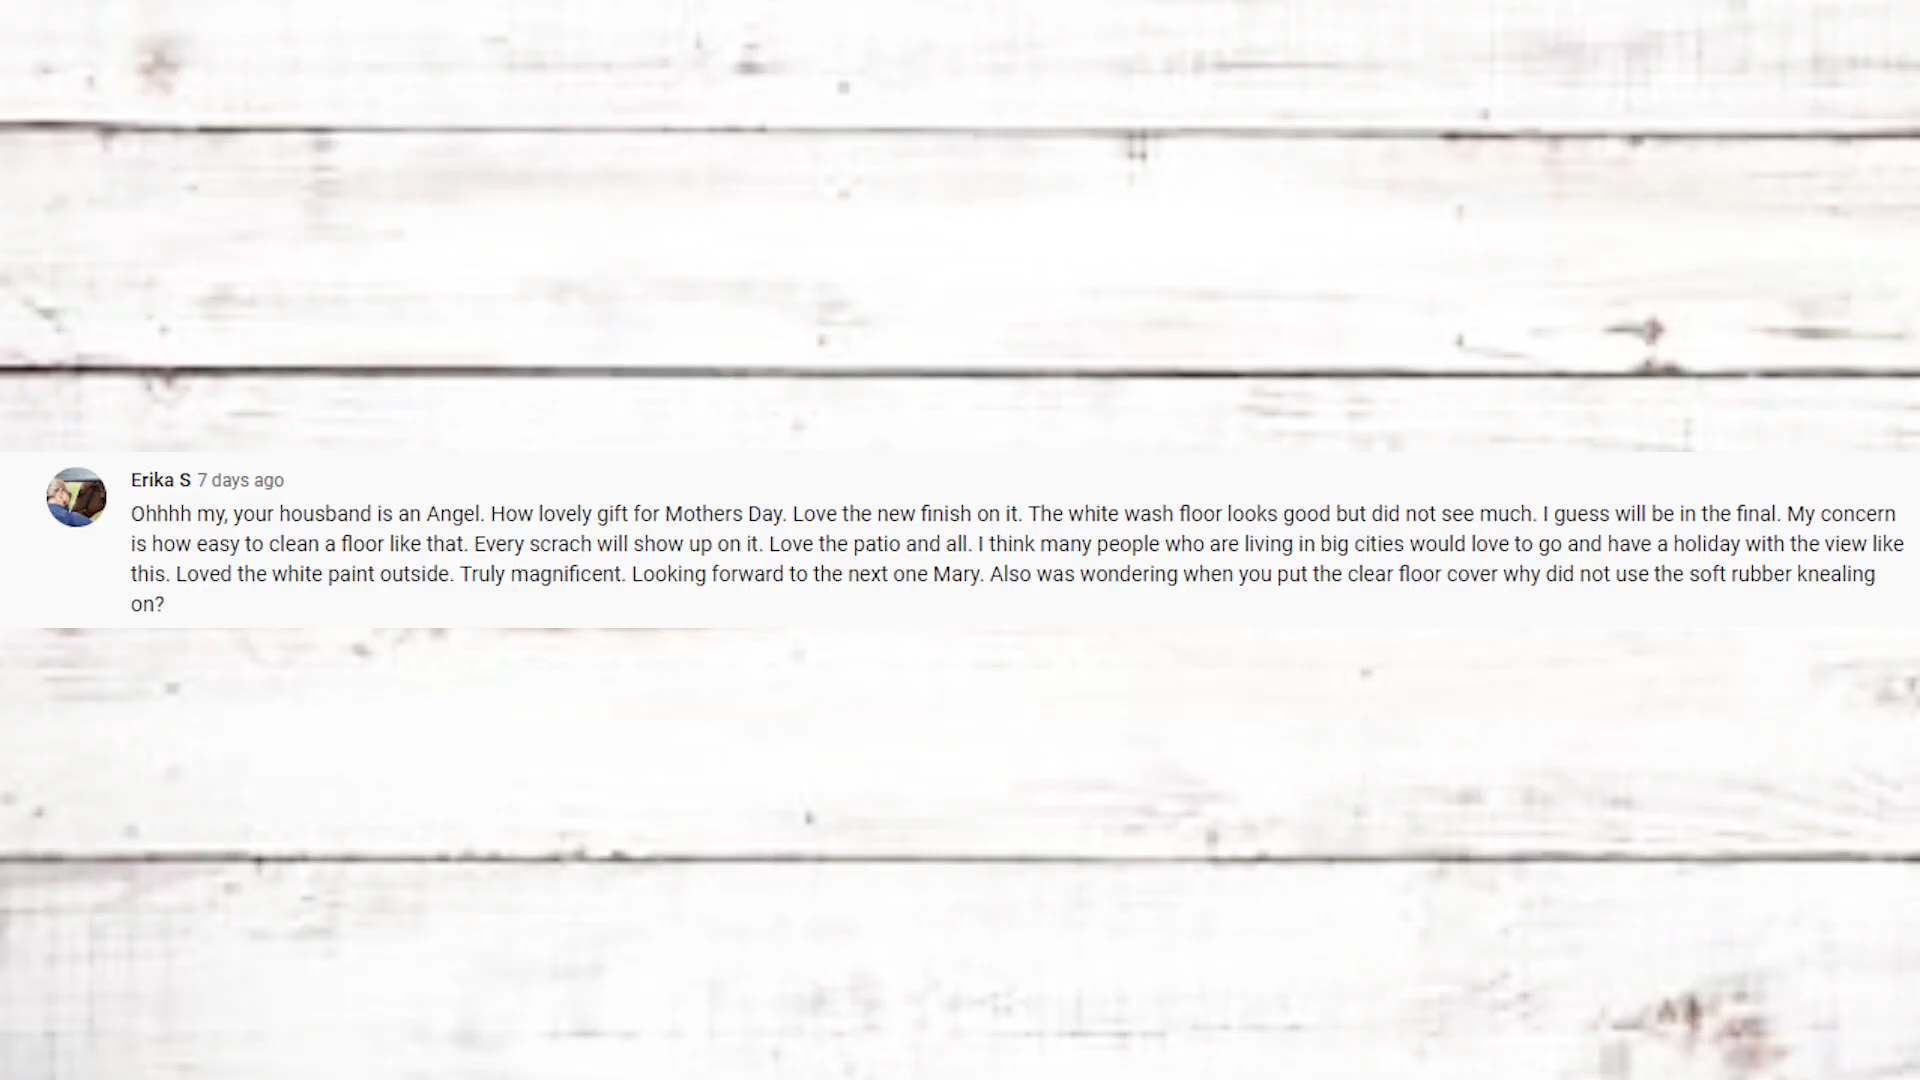 Erika S 7 days ago
Ohhhh my, your housband is an Angel. How lovely gift for Mothers Day. Love the new finish on it. The white wash floor looks good but did not see much. I guess will be in the final. My concern
is how easy to clean a floor like that. Every scrach will show up on it. Love the patio and all. I think many people who are living in big cities would love to go and have a holiday with the view like
this. Loved the white paint outside. Truly magnificent. Looking forward to the next one Mary. Also was wondering when you put the clear floor cover why did not use the soft rubber knealing
on?